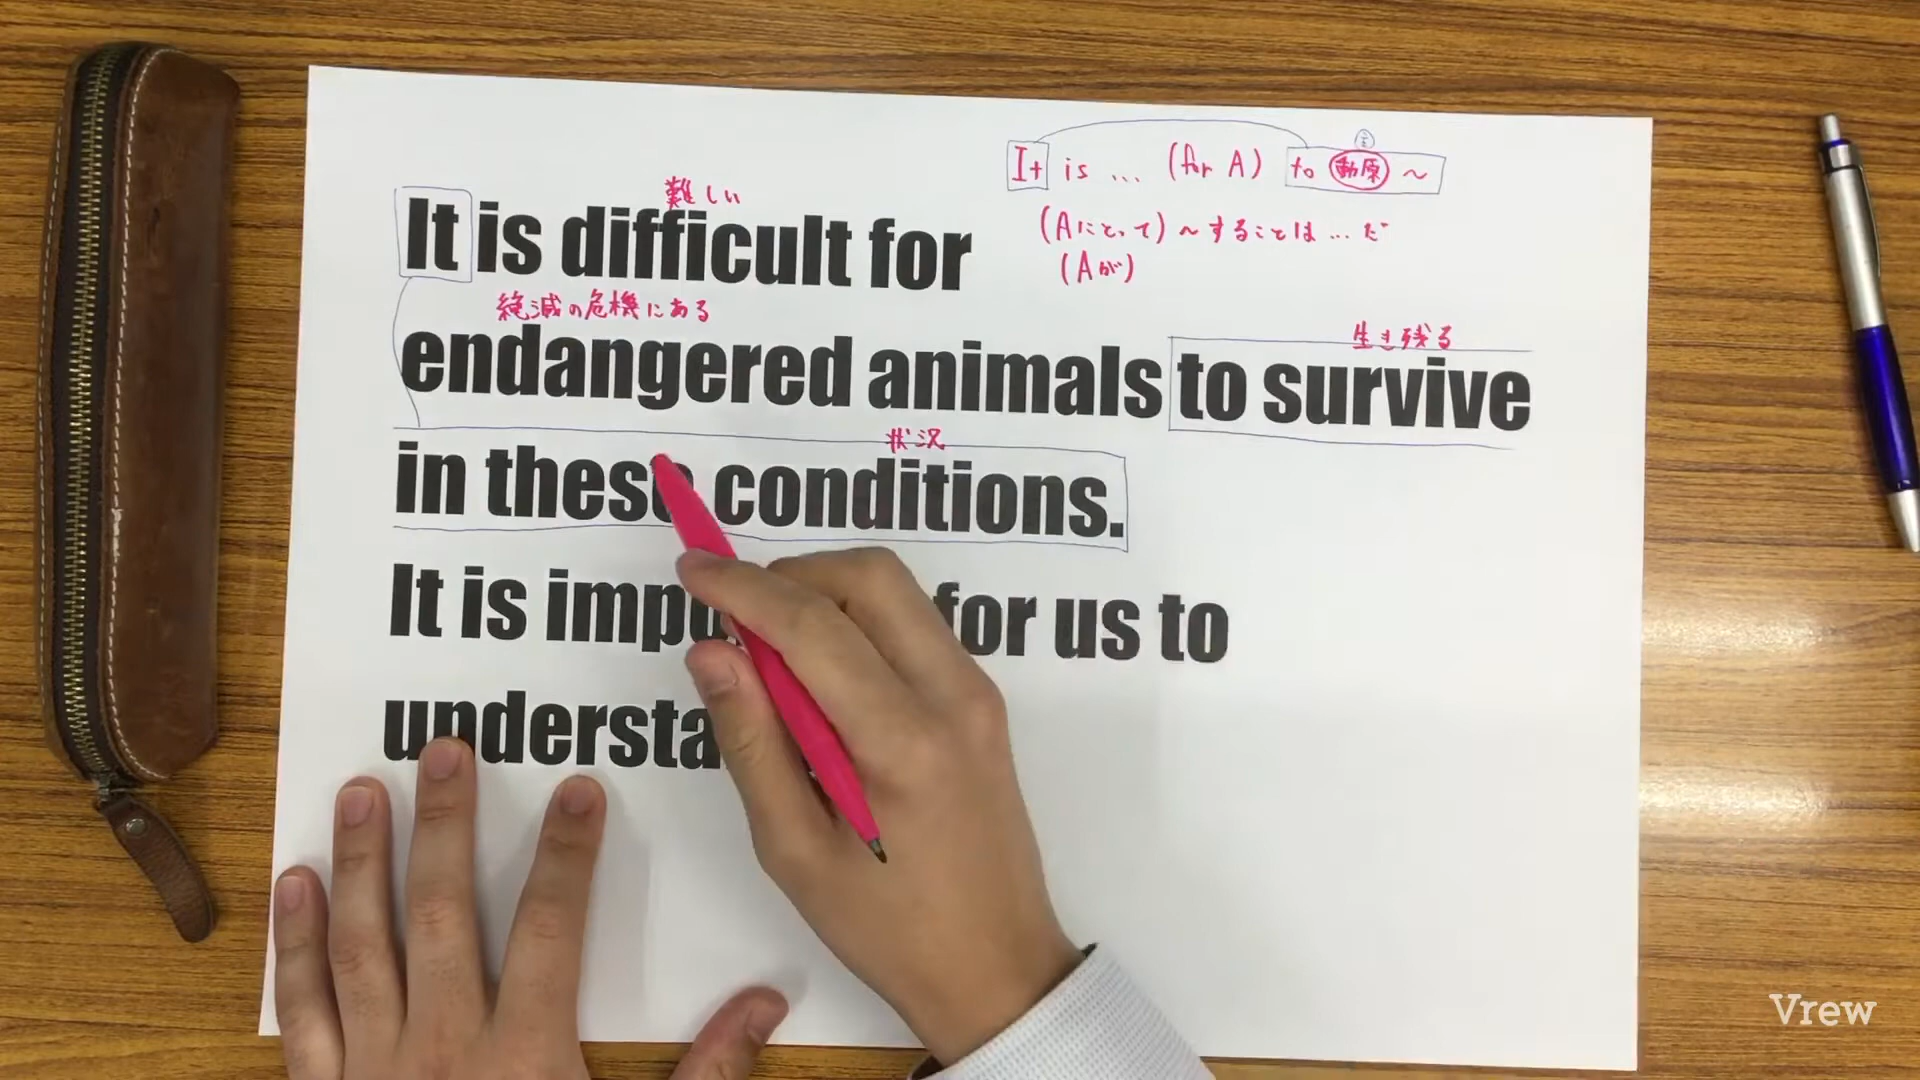 It is ... (for A) to 動原 ~
(Aにとって) ~することは...だ
(Aが)
難しい
It is difficult for
絶滅の危機にある
endangered animals to survive
生き残る
状況
in these conditions.
It is for us to
Vrew